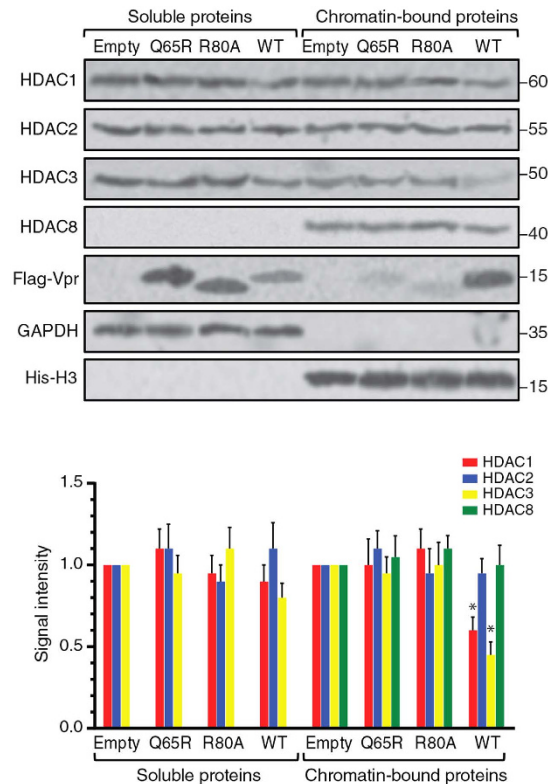 Soluble proteins Chromatin-bound proteins
Empty Q65R R80A WT Empty Q65R R80A WT
HDAC1 60
HDAC2 55
HDAC3 50
HDAC8 40
Flag-Vpr 15
GAPDH 35
His-H3 15
HDAC1
HDAC2
HDAC3
HDAC8
Signal intensity
1.5
1.0
0.5
0.0
* *
Empty Q65R R80A WT Empty Q65R R80A WT
Soluble proteins Chromatin-bound proteins